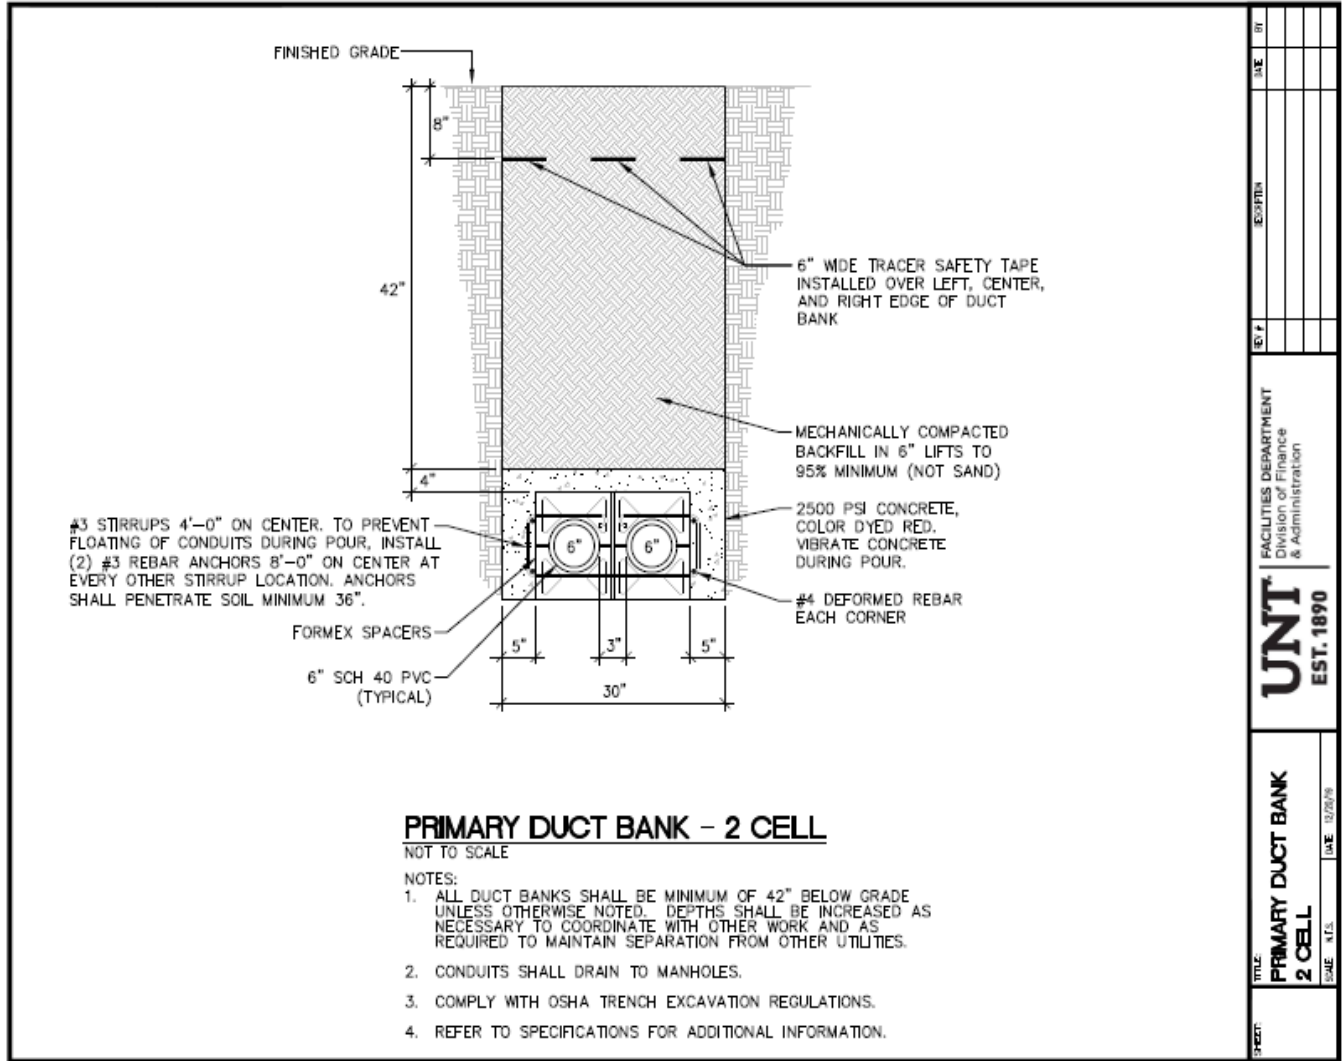 FINISHED GRADE
8"
42"
6" WIDE TRACER SAFETY TAPE
INSTALLED OVER LEFT, CENTER,
AND RIGHT EDGE OF DUCT
BANK
MECHANICALLY COMPACTED
BACKFILL IN 6" LIFTS TO
95% MINIMUM (NOT SAND)
4"
#3 STIRRUPS 4'-0" ON CENTER. TO PREVENT
FLOATING OF CONDUITS DURING POUR, INSTALL
(2) #3 REBAR ANCHORS 8'-0" ON CENTER AT
EVERY OTHER STIRRUP LOCATION. ANCHORS
SHALL PENETRATE SOIL MINIMUM 36".
6"
6"
2500 PSI CONCRETE,
COLOR DYED RED.
VIBRATE CONCRETE
DURING POUR.
#4 DEFORMED REBAR
EACH CORNER
FORMEX SPACERS
6" SCH 40 PVC
(TYPICAL)
5"
3"
5"
30"
PRIMARY DUCT BANK - 2 CELL
NOT TO SCALE
NOTES:
1. ALL DUCT BANKS SHALL BE MINIMUM OF 42" BELOW GRADE
UNLESS OTHERWISE NOTED. DEPTHS SHALL BE INCREASED AS
NECESSARY TO COORDINATE WITH OTHER WORK AND AS
REQUIRED TO MAINTAIN SEPARATION FROM OTHER UTILITIES.
2. CONDUITS SHALL DRAIN TO MANHOLES.
3. COMPLY WITH OSHA TRENCH EXCAVATION REGULATIONS.
4. REFER TO SPECIFICATIONS FOR ADDITIONAL INFORMATION.
REV #
DESCRIPTION
DATE
BY
UNT
EST. 1890
FACILITIES DEPARTMENT
Division of Finance
& Administration
TITLE:
PRIMARY DUCT BANK
2 CELL
SCALE: N.T.S.
DATE: 12/20/19
SHEET: